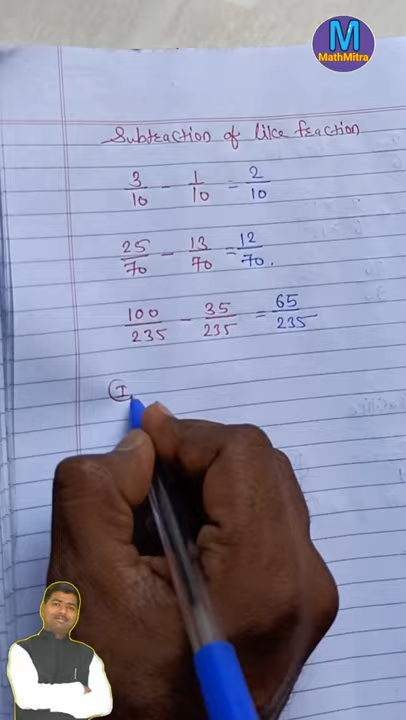 M
MathMitra
Subtraction of like fraction
3/10 - 1/10 = 2/10
25/70 - 13/70 = 12/70.
100/235 - 35/235 = 65/235
I